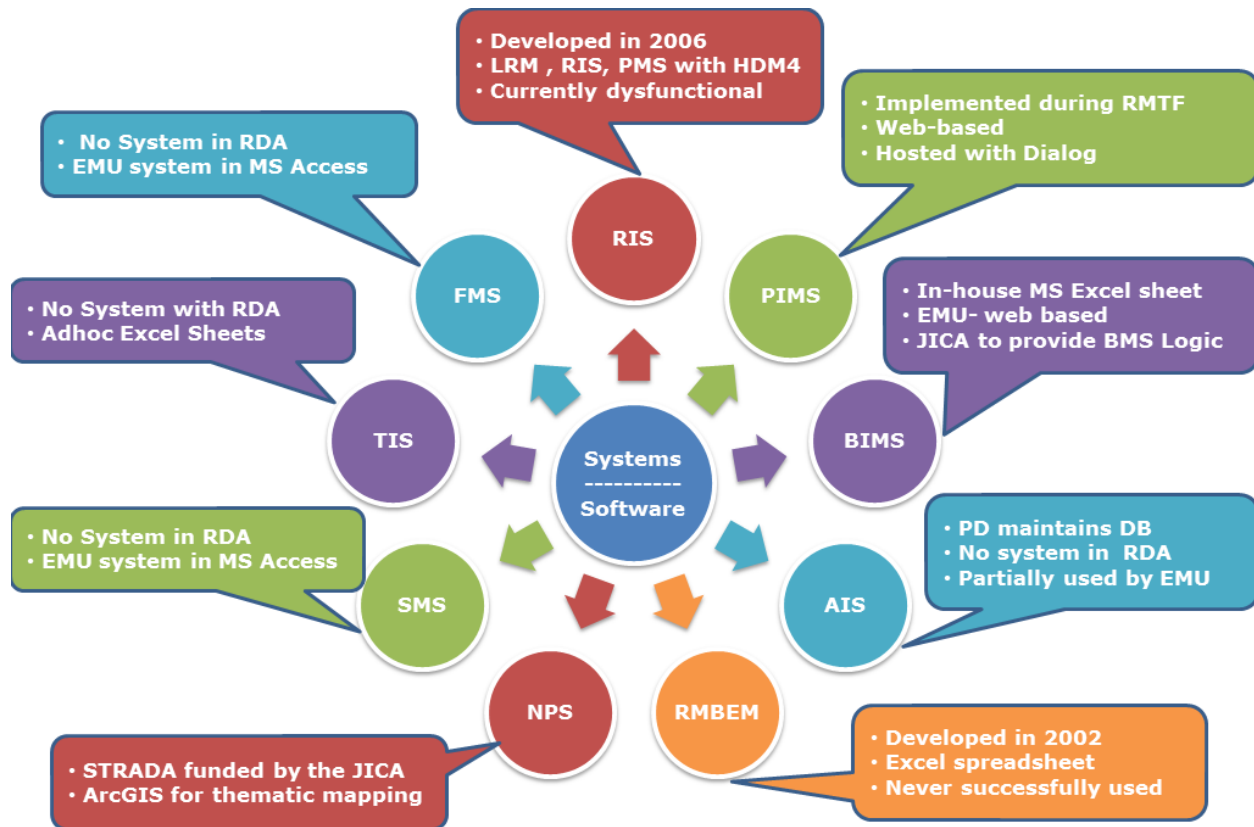 • Developed in 2006
• LRM , RIS, PMS with HDM4
• Currently dysfunctional
• Implemented during RMTF
• Web-based
• Hosted with Dialog
• No System in RDA
• EMU system in MS Access
RIS
FMS
PIMS
• No System with RDA
• Adhoc Excel Sheets
• In-house MS Excel sheet
• EMU- web based
• JICA to provide BMS Logic
TIS
BIMS
Systems
----------
Software
• No System in RDA
• EMU system in MS Access
• PD maintains DB
• No system in RDA
• Partially used by EMU
SMS
AIS
NPS
RMBEM
• STRADA funded by the JICA
• ArcGIS for thematic mapping
• Developed in 2002
• Excel spreadsheet
• Never successfully used